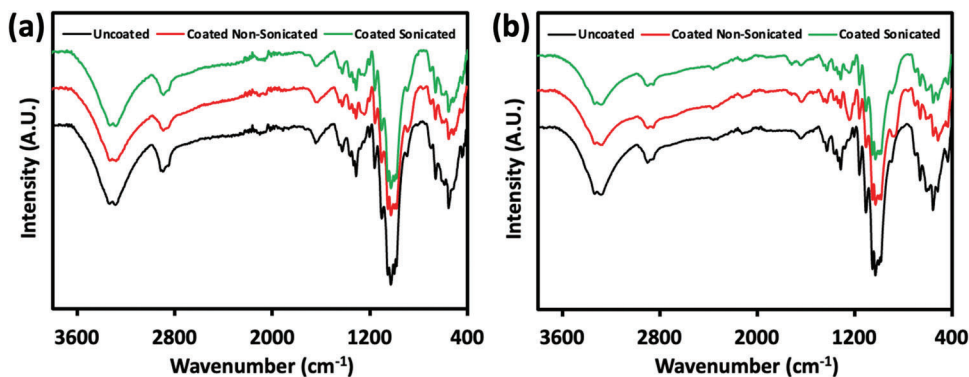 (a)
Uncoated Coated Non-Sonicated Coated Sonicated
Intensity (A.U.)
3600 2800 2000 1200 400
Wavenumber (cm⁻¹)
(b)
Uncoated Coated Non-Sonicated Coated Sonicated
Intensity (A.U.)
3600 2800 2000 1200 400
Wavenumber (cm⁻¹)